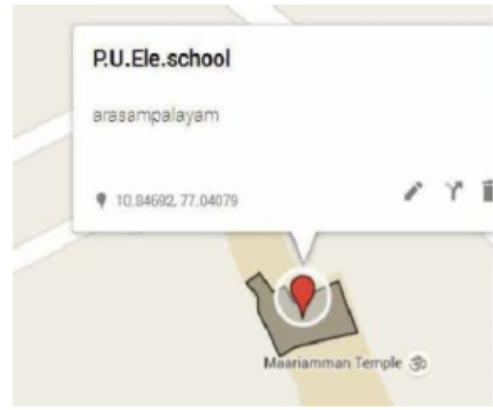 P.U.Ele.school
arasampalayam
10.84692, 77.04079
Maariamman Temple ॐ